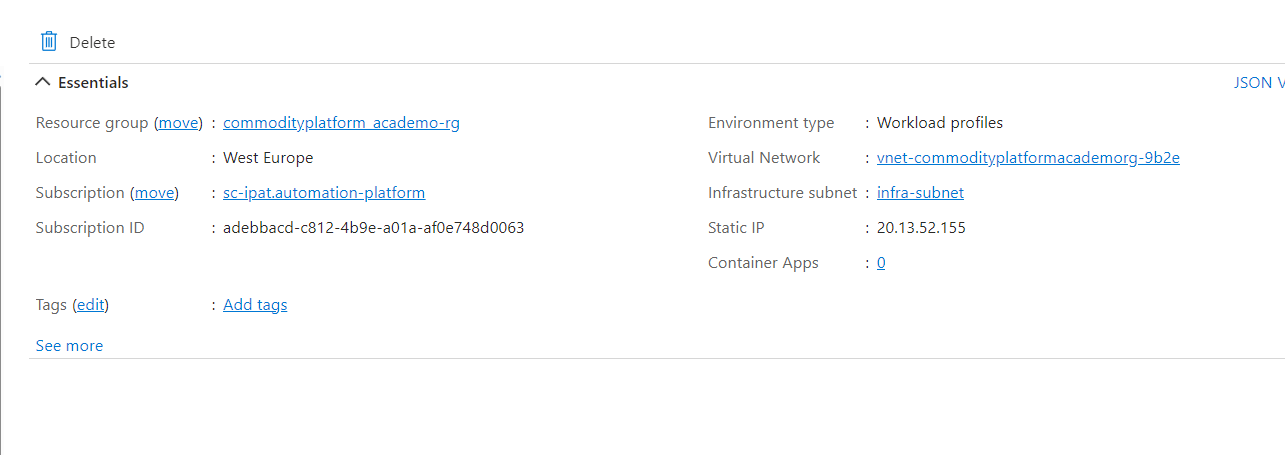 Delete
Essentials
JSON V
Resource group (move) : commodityplatform_academo-rg
Location : West Europe
Subscription (move) : sc-ipat.automation-platform
Subscription ID : adebbacd-c812-4b9e-a01a-af0e748d0063
Environment type : Workload profiles
Virtual Network : vnet-commodityplatformacademorg-9b2e
Infrastructure subnet : infra-subnet
Static IP : 20.13.52.155
Container Apps : 0
Tags (edit) : Add tags
See more